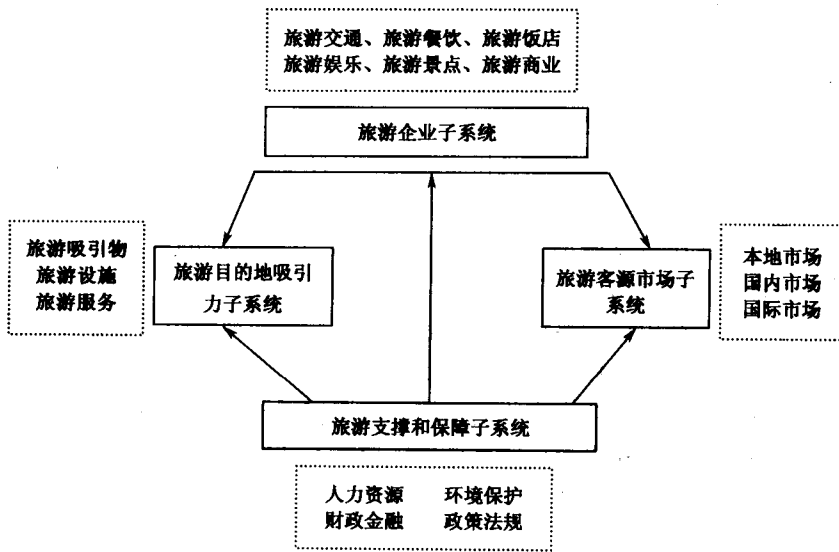 旅游交通、旅游餐饮、旅游饭店
旅游娱乐、旅游景点、旅游商业
旅游企业子系统
旅游吸引物
旅游设施
旅游服务
旅游目的地吸引
力子系统
旅游客源市场子
系统
本地市场
国内市场
国际市场
旅游支撑和保障子系统
人力资源 环境保护
财政金融 政策法规